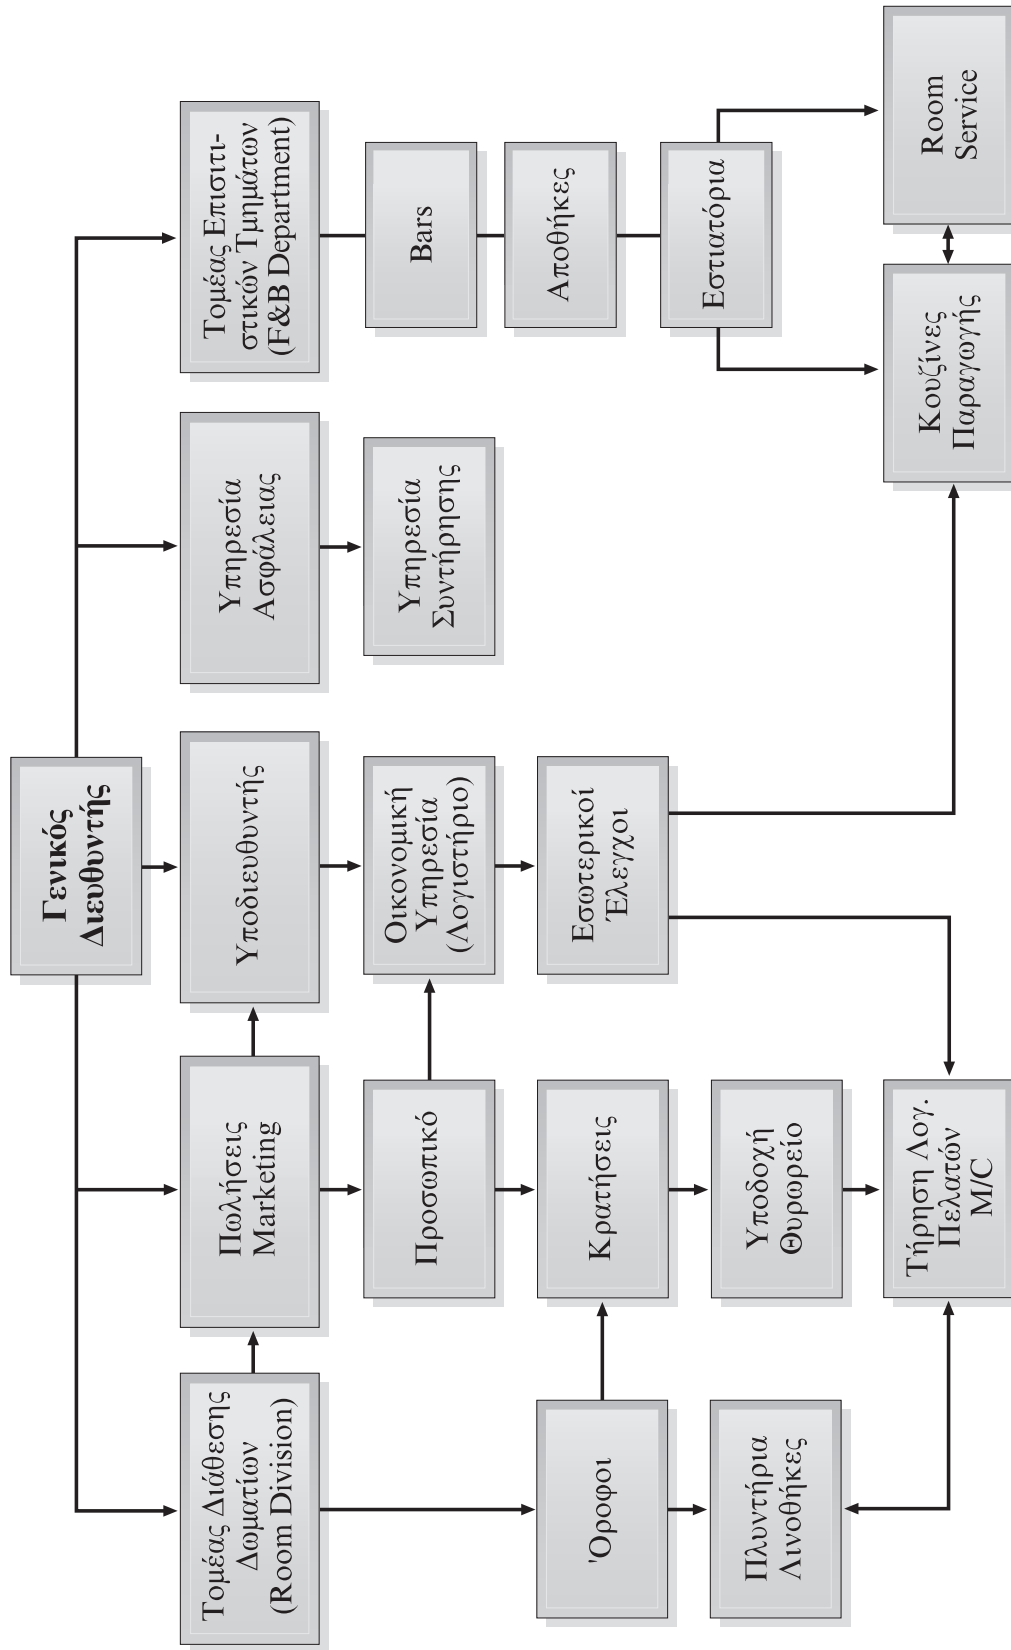 Γενικός
Διευθυντής
Τομέας Διάθεσης
Δωματίων
(Room Division)
Πωλήσεις
Marketing
Υποδιευθυντής
Υπηρεσία
Ασφάλειας
Τομέας Επισιτι-
στικών Τμημάτων
(F&B Department)
Προσωπικό
Οικονομική
Υπηρεσία
(Λογιστήριο)
Υπηρεσία
Συντήρησης
Bars
Αποθήκες
Όροφοι
Κρατήσεις
Εσωτερικοί
Έλεγχοι
Εστιατόρια
Πλυντήρια
Λινοθήκες
Υποδοχή
Θυρωρείο
Τήρηση Λογ.
Πελατών
M/C
Κουζίνες
Παραγωγής
Room
Service